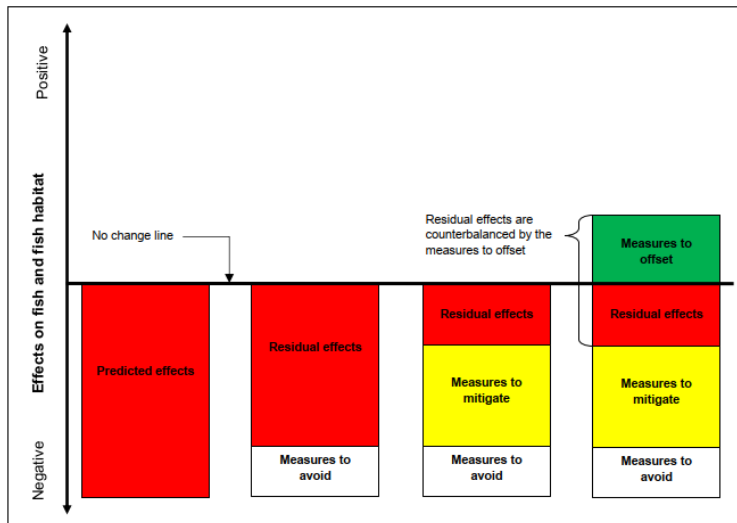 Positive
Effects on fish and fish habitat
Negative
No change line
Residual effects are
counterbalanced by the
measures to offset
Measures to
offset
Predicted effects
Residual effects
Measures to
avoid
Residual effects
Measures to
mitigate
Measures to
avoid
Residual effects
Measures to
mitigate
Measures to
avoid